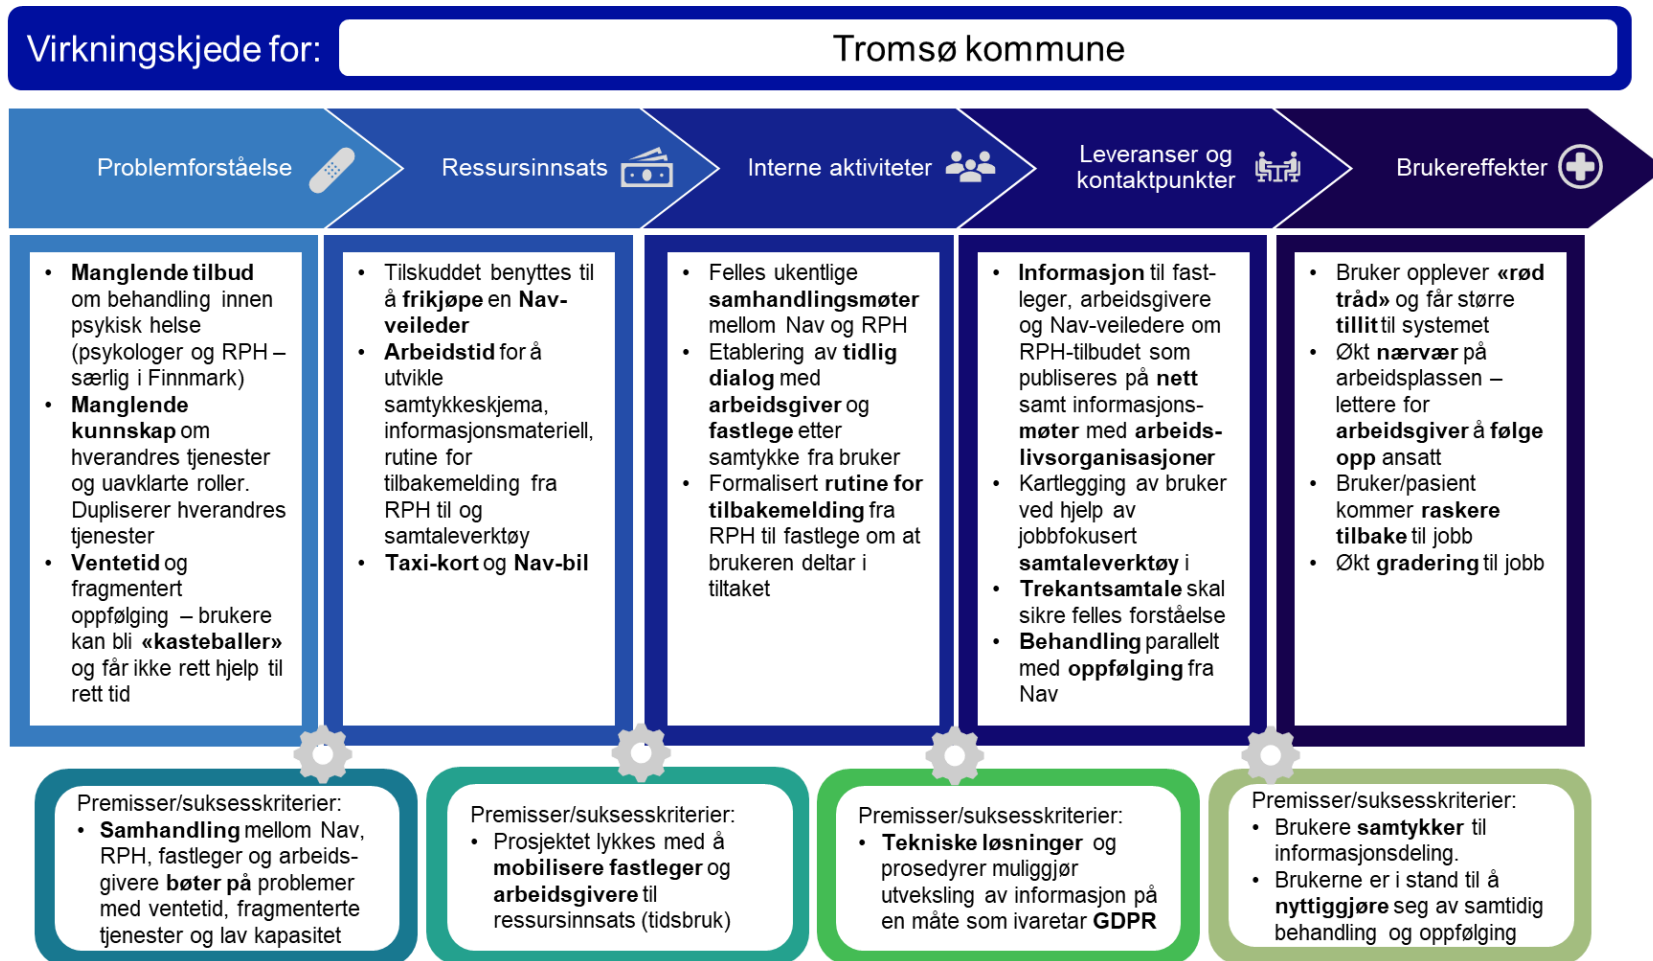 Virkningskjede for:
Tromsø kommune
Problemforståelse
Ressursinnsats
Interne aktiviteter
Leveranser og
kontaktpunkter
Brukereffekter
• Manglende tilbud
om behandling innen
psykisk helse
(psykologer og RPH –
særlig i Finnmark)
• Manglende
kunnskap om
hverandres tjenester
og uavklarte roller.
Dupliserer hverandres
tjenester
• Ventetid og
fragmentert
oppfølging – brukere
kan bli «kasteballer»
og får ikke rett hjelp til
rett tid
• Tilskuddet benyttes til
å frikjøpe en Nav-
veileder
• Arbeidstid for å
utvikle
samtykkeskjema,
informasjonsmateriell,
rutine for
tilbakemelding fra
RPH til og
samtaleverktøy
• Taxi-kort og Nav-bil
• Felles ukentlige
samhandlingsmøter
mellom Nav og RPH
• Etablering av tidlig
dialog med
arbeidsgiver og
fastlege etter
samtykke fra bruker
• Formalisert rutine for
tilbakemelding fra
RPH til fastlege om at
brukeren deltar i
tiltaket
• Informasjon til fast-
leger, arbeidsgivere
og Nav-veiledere om
RPH-tilbudet som
publiseres på nett
samt informasjons-
møter med arbeids-
livsorganisasjoner
• Kartlegging av bruker
ved hjelp av
jobbfokusert
samtaleverktøy i
• Trekantsamtale skal
sikre felles forståelse
• Behandling parallelt
med oppfølging fra
Nav
• Bruker opplever «rød
tråd» og får større
tillit til systemet
• Økt nærvær på
arbeidsplassen –
lettere for
arbeidsgiver å følge
opp ansatt
• Bruker/pasient
kommer raskere
tilbake til jobb
• Økt gradering til jobb
Premisser/suksesskriterier:
• Samhandling mellom Nav,
RPH, fastleger og arbeids-
givere bøter på problemer
med ventetid, fragmenterte
tjenester og lav kapasitet
Premisser/suksesskriterier:
• Prosjektet lykkes med å
mobilisere fastleger og
arbeidsgivere til
ressursinnsats (tidsbruk)
Premisser/suksesskriterier:
• Tekniske løsninger og
prosedyrer muliggjør
utveksling av informasjon på
en måte som ivaretar GDPR
Premisser/suksesskriterier:
• Brukere samtykker til
informasjonsdeling.
• Brukerne er i stand til å
nyttiggjøre seg av samtidig
behandling og oppfølging